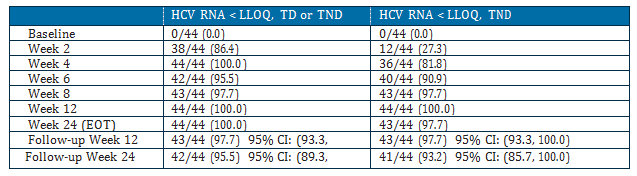 HCV RNA < LLOQ, TD or TND HCV RNA < LLOQ, TND
Baseline 0/44 (0.0) 0/44 (0.0)
Week 2 38/44 (86.4) 12/44 (27.3)
Week 4 44/44 (100.0) 36/44 (81.8)
Week 6 42/44 (95.5) 40/44 (90.9)
Week 8 43/44 (97.7) 43/44 (97.7)
Week 12 44/44 (100.0) 44/44 (100.0)
Week 24 (EOT) 44/44 (100.0) 43/44 (97.7)
Follow-up Week 12 43/44 (97.7) 95% CI: (93.3, 43/44 (97.7) 95% CI: (93.3, 100.0)
Follow-up Week 24 42/44 (95.5) 95% CI: (89.3, 41/44 (93.2) 95% CI: (85.7, 100.0)